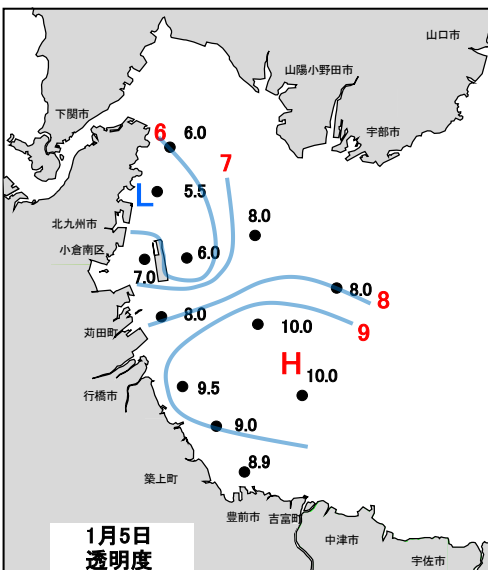 山口市
山陽小野田市
下関市
宇部市
6
6.0
7
L
5.5
北九州市
小倉南区
8.0
6.0
7.0
8.0
8
苅田町
8.0
10.0
9
H
行橋市
9.5
10.0
9.0
8.9
築上町
豊前市
吉富町
中津市
宇佐市
1月5日
透明度